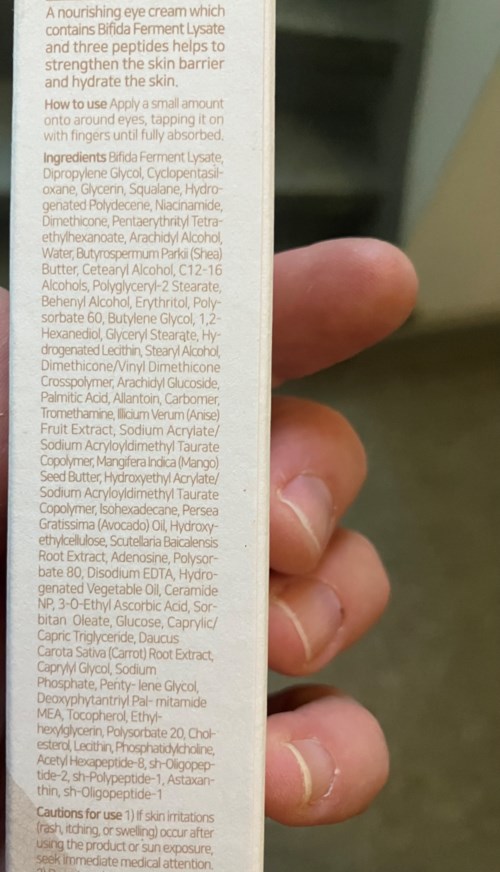 A nourishing eye cream which
contains Bifida Ferment Lysate
and three peptides helps to
strengthen the skin barrier
and hydrate the skin.
How to use Apply a small amount
onto around eyes, tapping it on
with fingers until fully absorbed.
Ingredients Bifida Ferment Lysate,
Dipropylene Glycol, Cyclopentasil-
oxane, Glycerin, Squalane, Hydro-
genated Polydecene, Niacinamide,
Dimethicone, Pentaerythrityl Tetra-
ethylhexanoate, Arachidyl Alcohol,
Water, Butyrospermum Parkii (Shea)
Butter, Cetearyl Alcohol, C12-16
Alcohols, Polyglyceryl-2 Stearate,
Behenyl Alcohol, Erythritol, Poly-
sorbate 60, Butylene Glycol, 1,2-
Hexanediol, Glyceryl Stearate, Hy-
drogenated Lecithin, Stearyl Alcohol,
Dimethicone/Vinyl Dimethicone
Crosspolymer, Arachidyl Glucoside,
Palmitic Acid, Allantoin, Carbomer,
Tromethamine, Illicium Verum (Anise)
Fruit Extract, Sodium Acrylate/
Sodium Acryloyldimethyl Taurate
Copolymer, Mangifera Indica (Mango)
Seed Butter, Hydroxyethyl Acrylate/
Sodium Acryloyldimethyl Taurate
Copolymer, Isohexadecane, Persea
Gratissima (Avocado) Oil, Hydroxy-
ethylcellulose, Scutellaria Baicalensis
Root Extract, Adenosine, Polysor-
bate 80, Disodium EDTA, Hydro-
genated Vegetable Oil, Ceramide
NP, 3-O-Ethyl Ascorbic Acid, Sor-
bitan Oleate, Glucose, Caprylic/
Capric Triglyceride, Daucus
Carota Sativa (Carrot) Root Extract,
Caprylyl Glycol, Sodium
Phosphate, Penty- lene Glycol,
Deoxyphytantriyl Pal- mitamide
MEA, Tocopherol, Ethyl-
hexylglycerin, Polysorbate 20, Chol-
esterol, Lecithin, Phosphatidylcholine,
Acetyl Hexapeptide-8, sh-Oligopep-
tide-2, sh-Polypeptide-1, Astaxan-
thin, sh-Oligopeptide-1
Cautions for use 1) If skin irritations
(rash, itching, or swelling) occur after
using the product or sun exposure,
seek immediate medical attention.